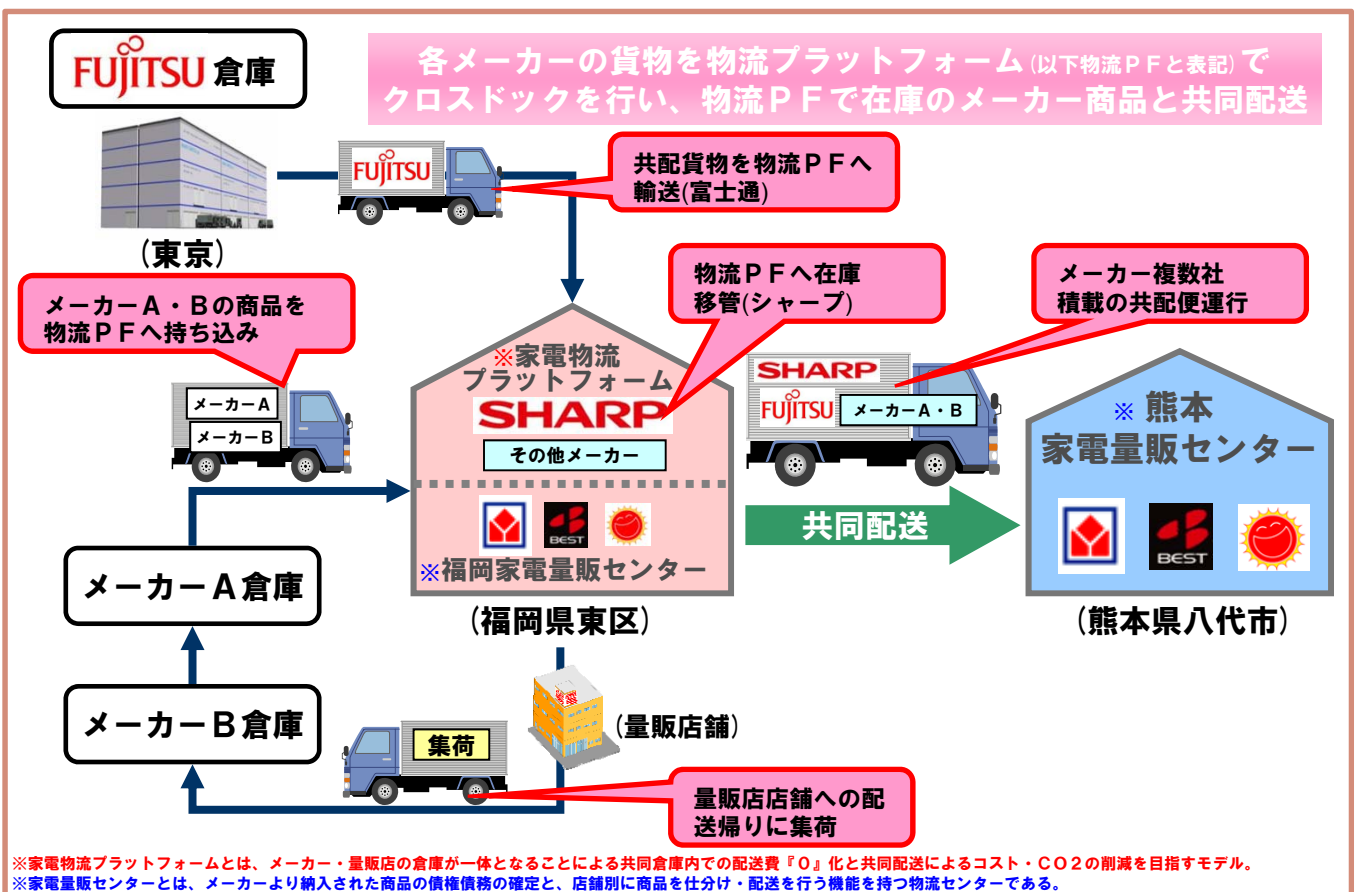 FUJITSU 倉庫
各メーカーの貨物を物流プラットフォーム(以下物流ＰＦと表記)で
クロスドックを行い、物流ＰＦで在庫のメーカー商品と共同配送
FUJITSU
共配貨物を物流ＰＦへ
輸送(富士通)
(東京)
メーカーＡ・Ｂの商品を
物流ＰＦへ持ち込み
物流ＰＦへ在庫
移管(シャープ)
メーカー複数社
積載の共配便運行
メーカーA
メーカーB
※家電物流
プラットフォーム
SHARP
その他メーカー
BEST
※福岡家電量販センター
(福岡県東区)
SHARP
FUJITSU
メーカーA・B
共同配送
※ 熊本
家電量販センター
BEST
(熊本県八代市)
メーカーＡ倉庫
メーカーＢ倉庫
集荷
(量販店舗)
量販店店舗への配
送帰りに集荷
※家電物流プラットフォームとは、メーカー・量販店の倉庫が一体となることによる共同倉庫内での配送費『０』化と共同配送によるコスト・ＣＯ２の削減を目指すモデル。
※家電量販センターとは、メーカーより納入された商品の債権債務の確定と、店舗別に商品を仕分け・配送を行う機能を持つ物流センターである。